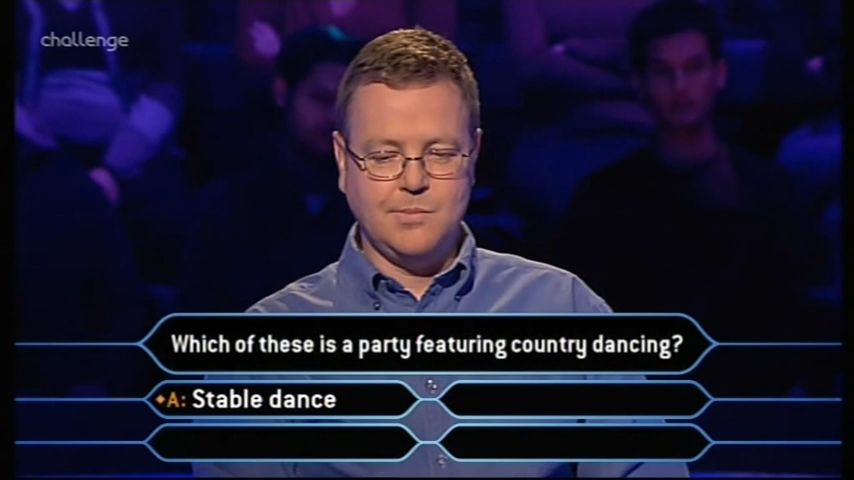 challenge
Which of these is a party featuring country dancing?
A: Stable dance